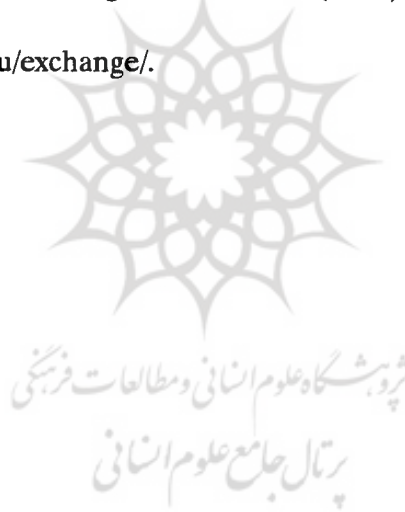 u/exchange/.
پژوهشگاه علوم انسانی و مطالعات فرهنگی
پرتال جامع علوم انسانی